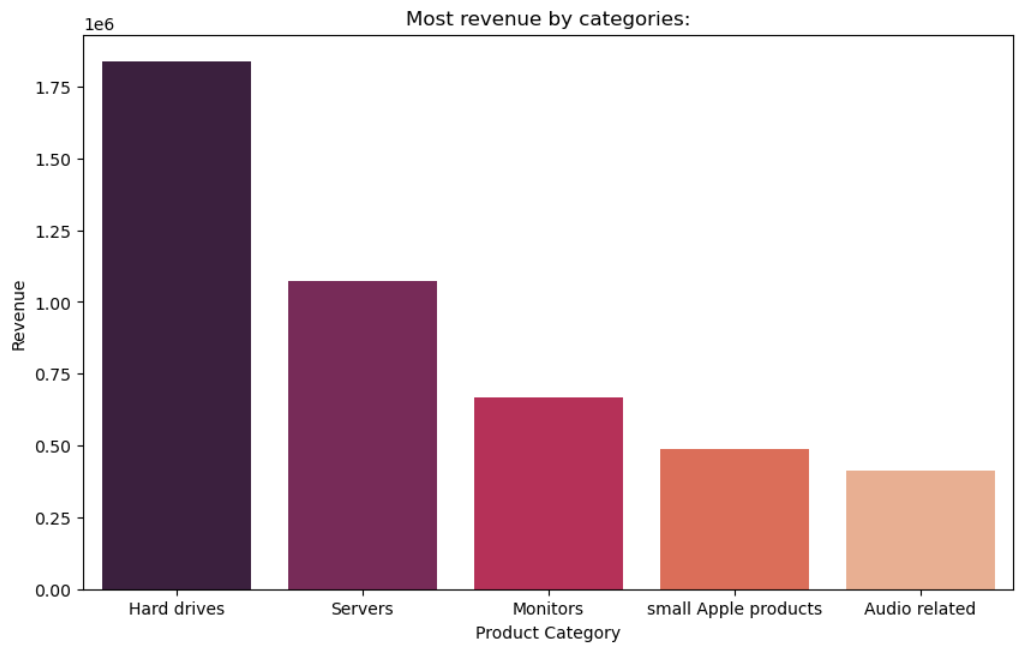 Most revenue by categories:
1e6
1.75
1.50
1.25
1.00
0.75
0.50
0.25
0.00
Revenue
Hard drives
Servers
Monitors
small Apple products
Audio related
Product Category